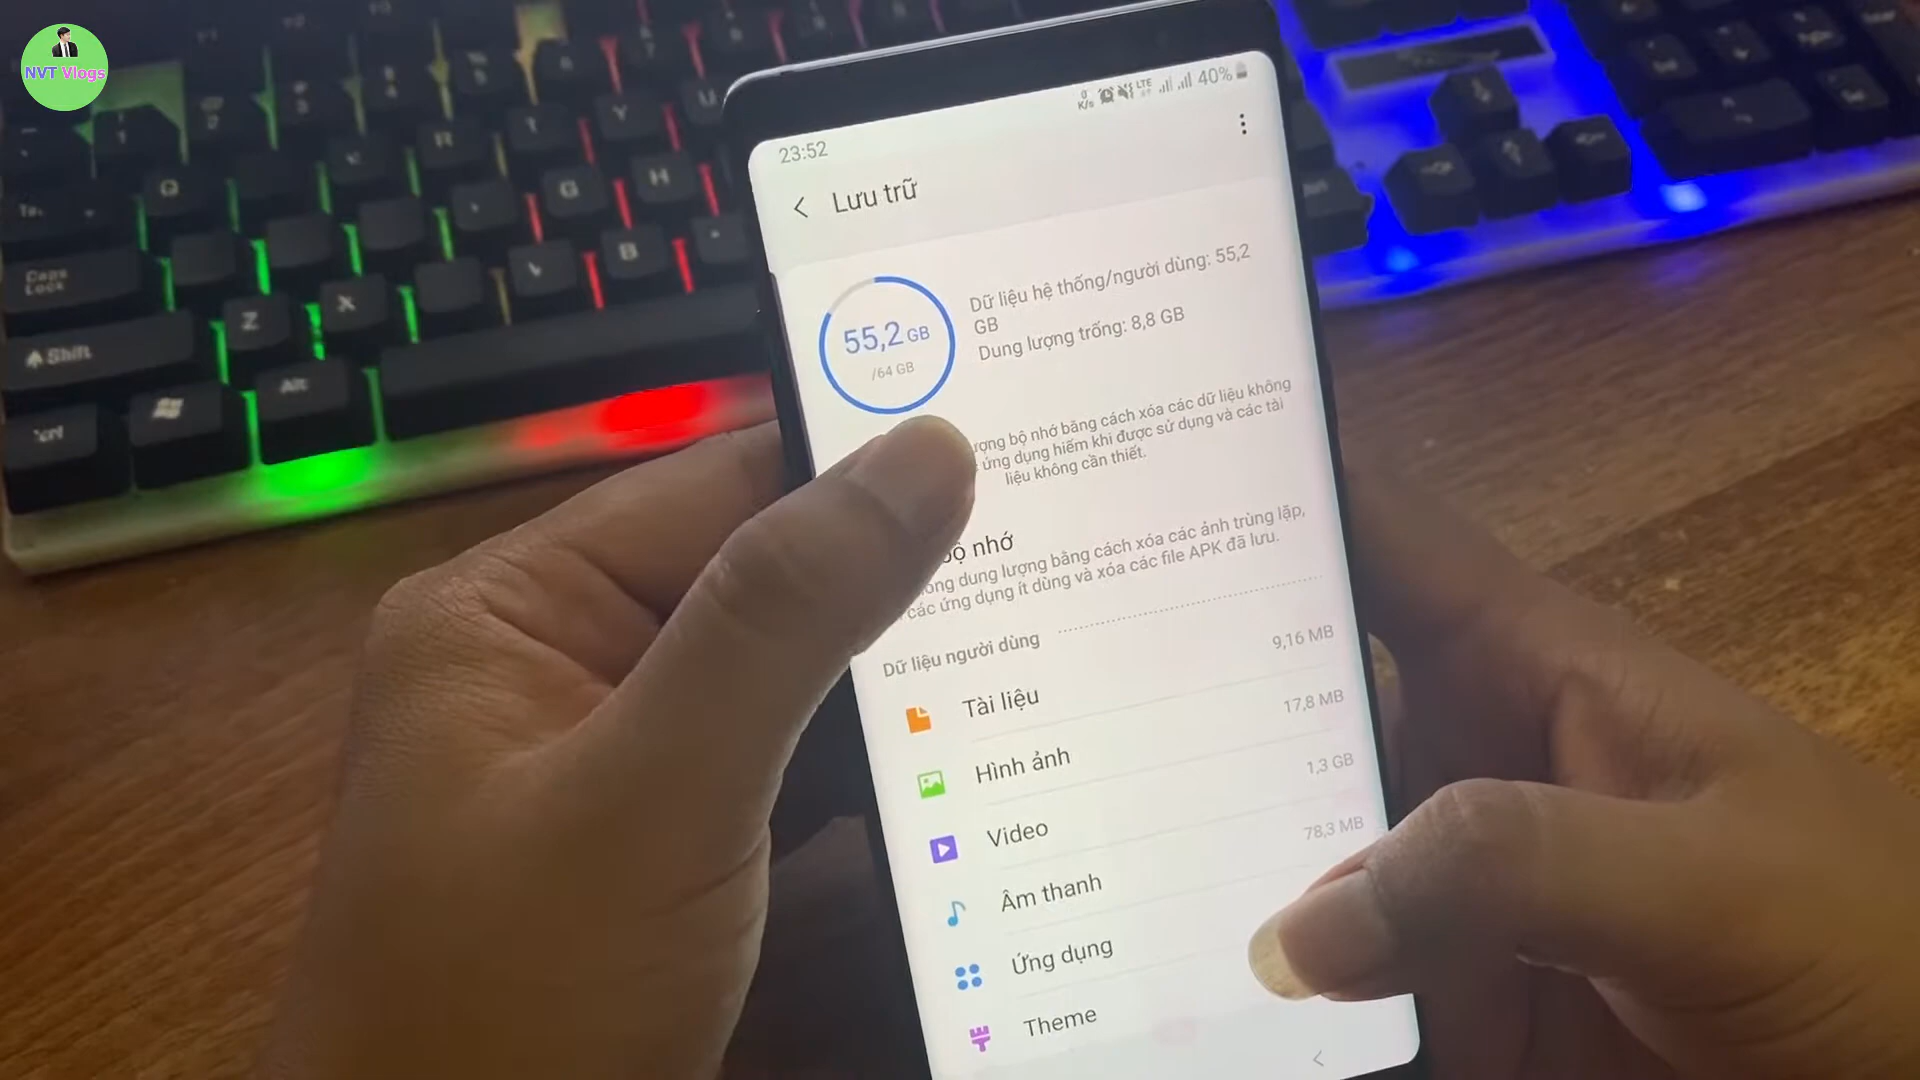 NVT Vlogs
23:52
0
K/s
LTE
40%
Lưu trữ
55,2 GB
/64 GB
Dữ liệu hệ thống/người dùng: 55,2
GB
Dung lượng trống: 8,8 GB
bộ nhớ bằng cách xóa các dữ liệu không
ứng dụng hiếm khi được sử dụng và các tài
liệu không cần thiết.
nhớ
dung lượng bằng cách xóa các ảnh trùng lặp,
các ứng dụng ít dùng và xóa các file APK đã lưu.
Dữ liệu người dùng
Tài liệu 9,16 MB
Hình ảnh 17,8 MB
Video 1,3 GB
Âm thanh 78,3 MB
Ứng dụng
Theme
Q
R
T
Y
U
Caps
Lock
G
H
Shift
Z
X
V
B
Alt